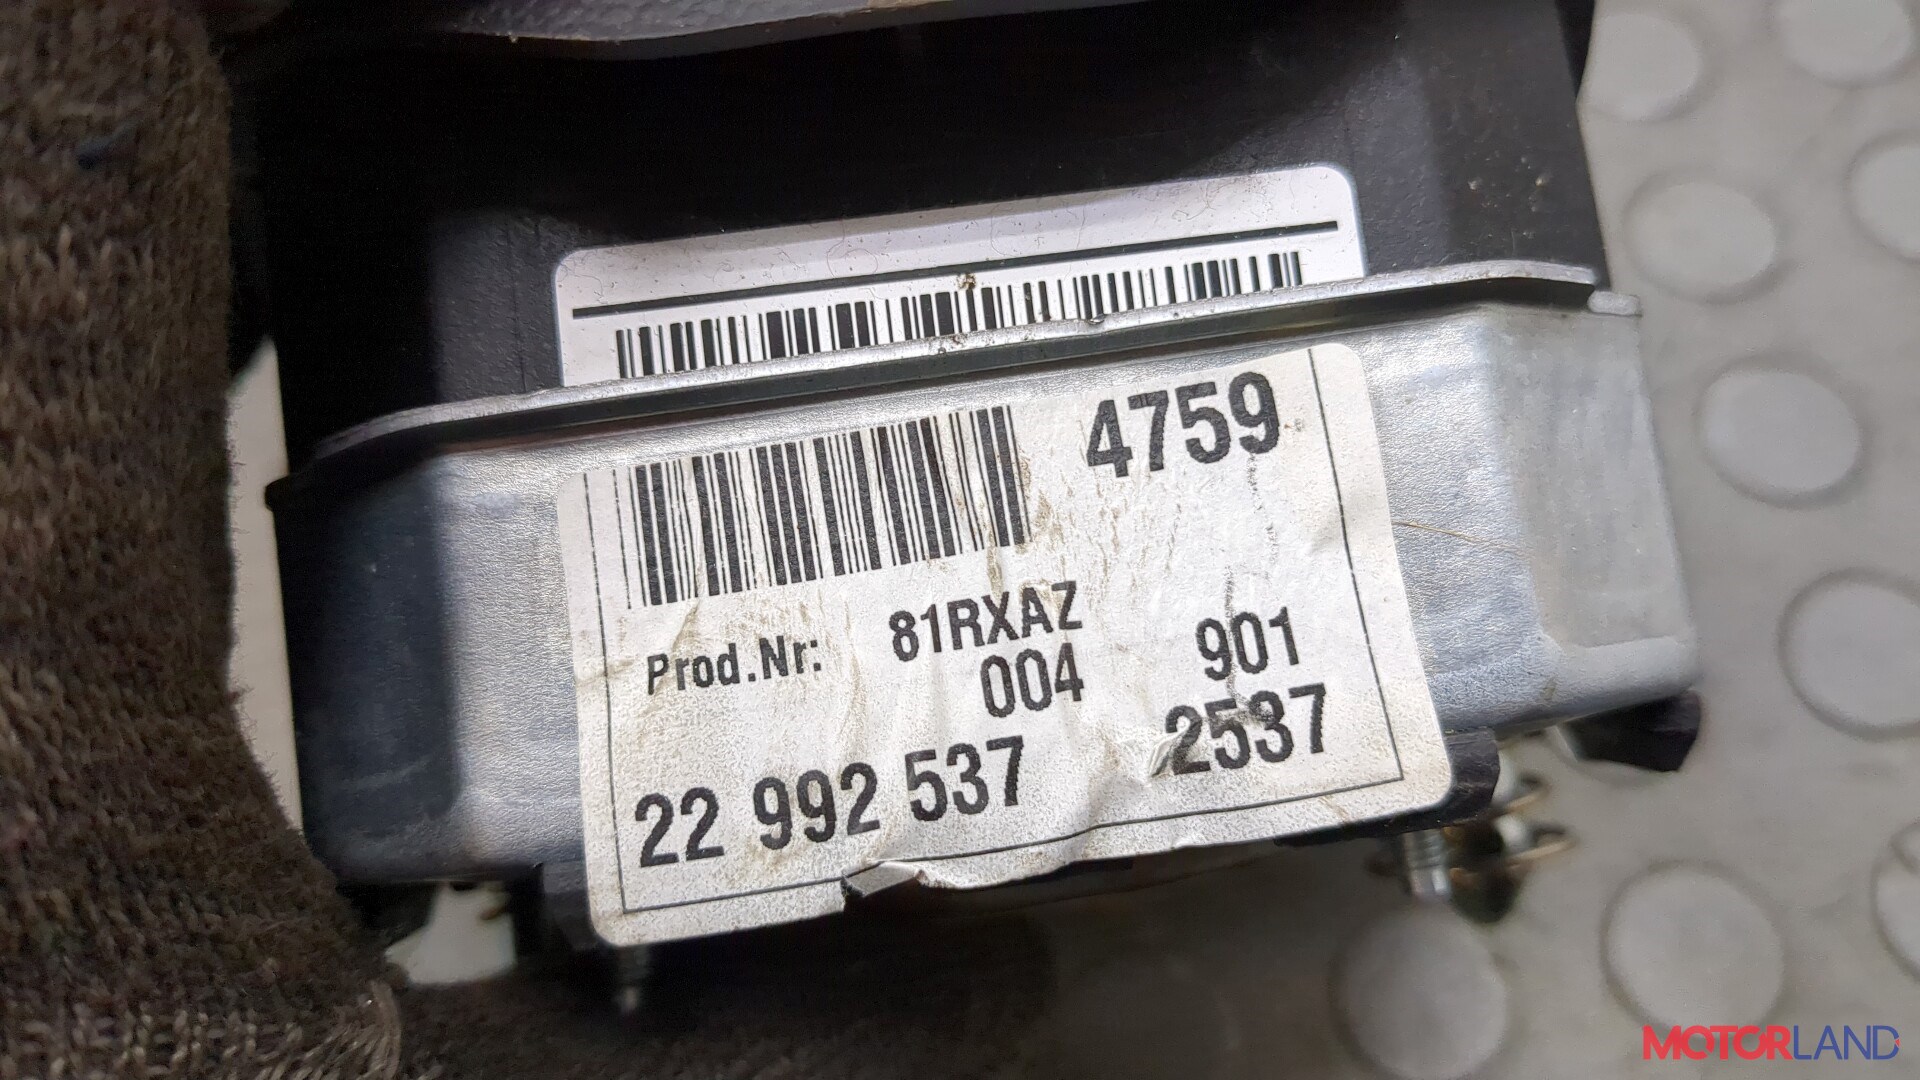 4759
Prod.Nr: 81RXAZ
004 901
22 992 537 2537
MOTORLAND